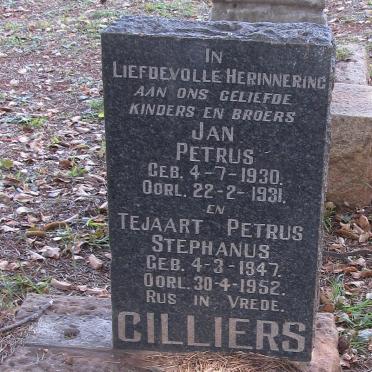 IN
LIEFDEVOLLE HERINNERING
AAN ONS GELIEFDE
KINDERS EN BROERS
JAN
PETRUS
GEB. 4-7-1930.
OORL. 22-2-1931.
EN
TEJAART PETRUS
STEPHANUS
GEB. 4-3-1947.
OORL. 30-4-1952.
RUS IN VREDE.
CILLIERS